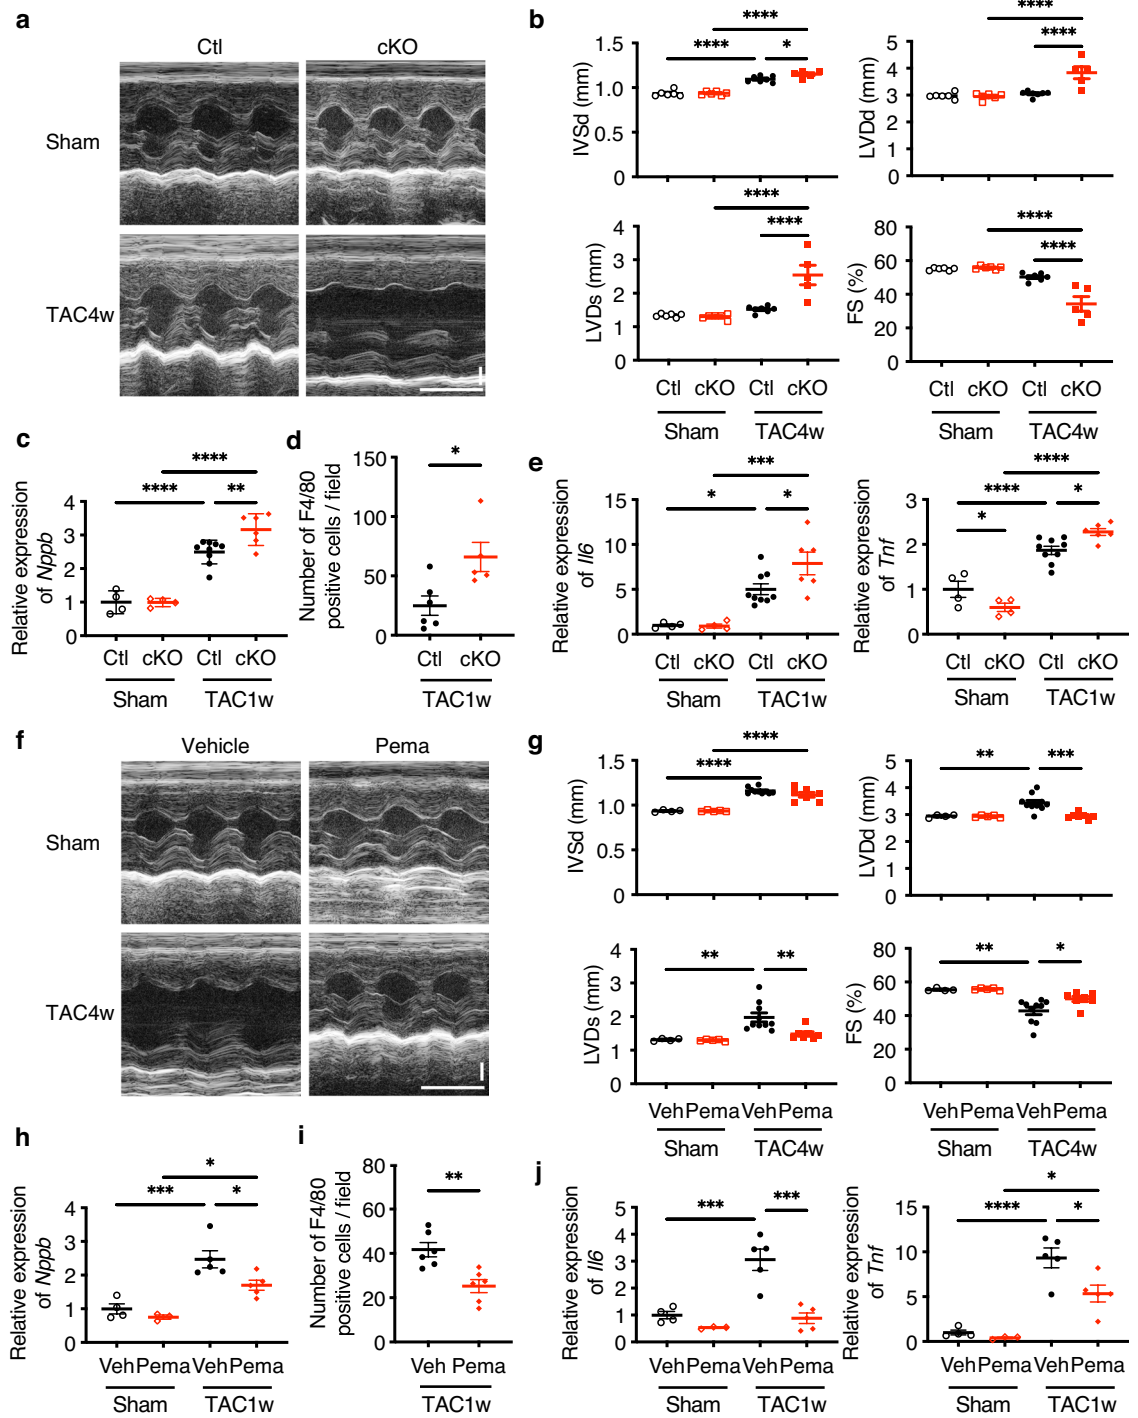 a
Ctl cKO
Sham
TAC4w
b
**** **** *
1.5
1.0
0.5
0
IVSd (mm)
**** ****
5
4
3
2
1
0
LVDd (mm)
**** ****
4
3
2
1
0
LVDs (mm)
Ctl cKO Ctl cKO
Sham TAC4w
**** ****
80
60
40
20
0
FS (%)
Ctl cKO Ctl cKO
Sham TAC4w
c
**** **** **
4
3
2
1
0
Relative expression
of Nppb
Ctl cKO Ctl cKO
Sham TAC1w
d
*
150
100
50
0
Number of F4/80
positive cells / field
Ctl cKO
TAC1w
e
*** * *
15
10
5
0
Relative expression
of Il6
Ctl cKO Ctl cKO
Sham TAC1w
**** **** * *
3
2
1
0
Relative expression
of Tnf
Ctl cKO Ctl cKO
Sham TAC1w
f
Vehicle Pema
Sham
TAC4w
g
**** ****
1.5
1.0
0.5
0
IVSd (mm)
** ***
5
4
3
2
1
0
LVDd (mm)
** **
4
3
2
1
0
LVDs (mm)
Veh Pema Veh Pema
Sham TAC4w
** *
80
60
40
20
0
FS (%)
Veh Pema Veh Pema
Sham TAC4w
h
* *** *
4
3
2
1
0
Relative expression
of Nppb
Veh Pema Veh Pema
Sham TAC1w
i
**
80
60
40
20
0
Number of F4/80
positive cells / field
Veh Pema
TAC1w
j
*** ***
5
4
3
2
1
0
Relative expression
of Il6
Veh Pema Veh Pema
Sham TAC1w
* **** *
15
10
5
0
Relative expression
of Tnf
Veh Pema Veh Pema
Sham TAC1w